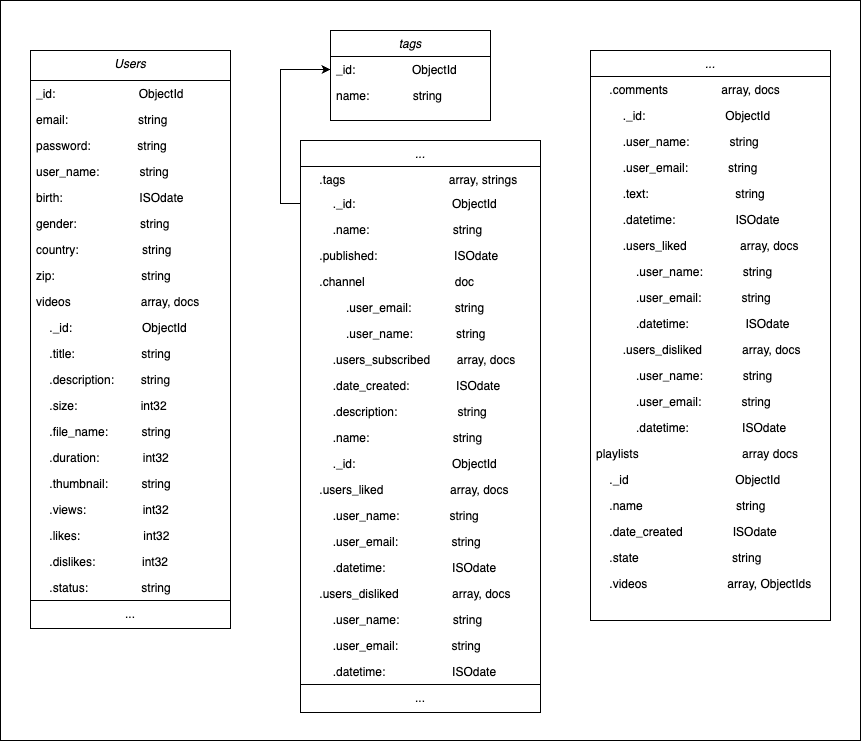 Users
_id: ObjectId
email: string
password: string
user_name: string
birth: ISOdate
gender: string
country: string
zip: string
videos array, docs
._id: ObjectId
.title: string
.description: string
.size: int32
.file_name: string
.duration: int32
.thumbnail: string
.views: int32
.likes: int32
.dislikes: int32
.status: string
...
tags
_id: ObjectId
name: string
...
.tags array, strings
._id: ObjectId
.name: string
.published: ISOdate
.channel doc
.user_email: string
.user_name: string
.users_subscribed array, docs
.date_created: ISOdate
.description: string
.name: string
._id: ObjectId
.users_liked array, docs
.user_name: string
.user_email: string
.datetime: ISOdate
.users_disliked array, docs
.user_name: string
.user_email: string
.datetime: ISOdate
...
...
.comments array, docs
._id: ObjectId
.user_name: string
.user_email: string
.text: string
.datetime: ISOdate
.users_liked array, docs
.user_name: string
.user_email: string
.datetime: ISOdate
.users_disliked array, docs
.user_name: string
.user_email: string
.datetime: ISOdate
playlists array docs
._id ObjectId
.name string
.date_created ISOdate
.state string
.videos array, ObjectIds